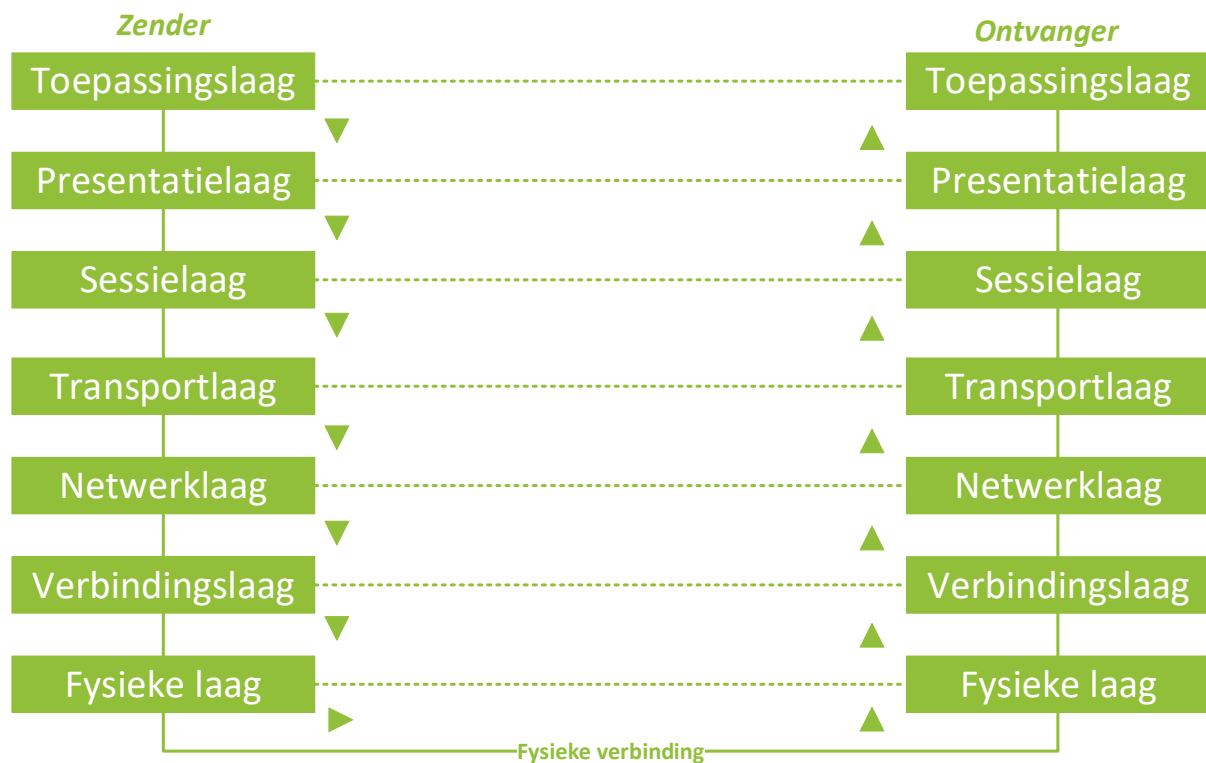 Zender
Ontvanger
Toepassingslaag
Toepassingslaag
Presentatielaag
Presentatielaag
Sessielaag
Sessielaag
Transportlaag
Transportlaag
Netwerklaag
Netwerklaag
Verbindingslaag
Verbindingslaag
Fysieke laag
Fysieke laag
Fysieke verbinding